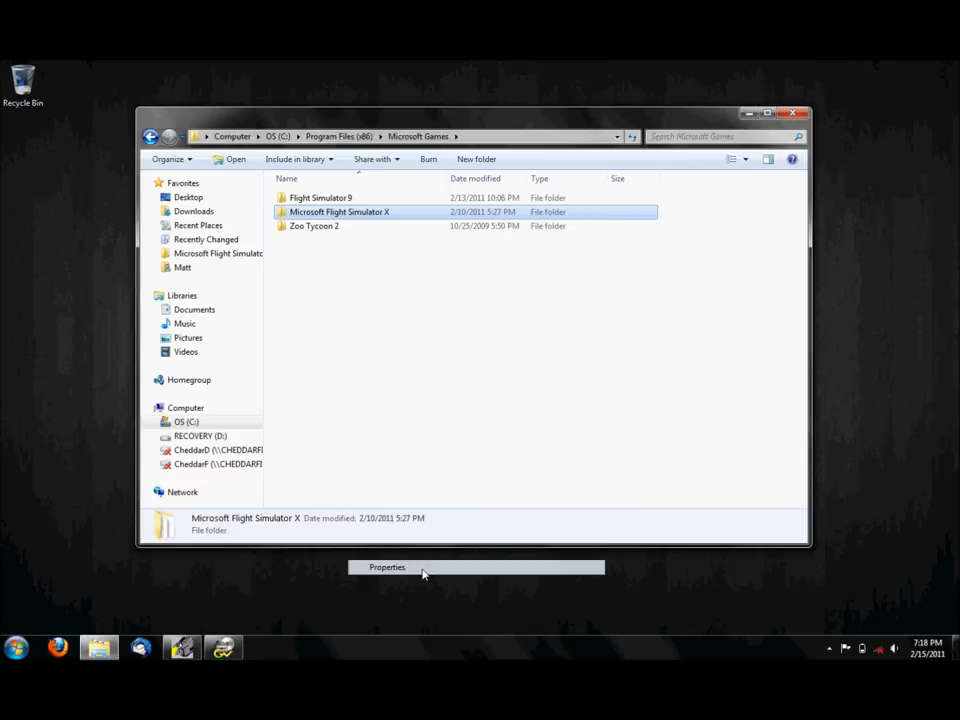 Recycle Bin
Computer OS (C:) Program Files (x86) Microsoft Games
Search Microsoft Games
Organize Open Include in library Share with Burn New folder
Name Date modified Type Size
Favorites
Desktop
Downloads
Recent Places
Recently Changed
Microsoft Flight Simulatc
Matt
Libraries
Documents
Music
Pictures
Videos
Homegroup
Computer
OS (C:)
RECOVERY (D:)
CheddarD (\\CHEDDARFI
CheddarF (\\CHEDDARFI
Network
Flight Simulator 9 2/13/2011 10:06 PM File folder
Microsoft Flight Simulator X 2/10/2011 5:27 PM File folder
Zoo Tycoon 2 10/25/2009 5:50 PM File folder
Microsoft Flight Simulator X Date modified: 2/10/2011 5:27 PM
File folder
Properties
7:18 PM
2/15/2011